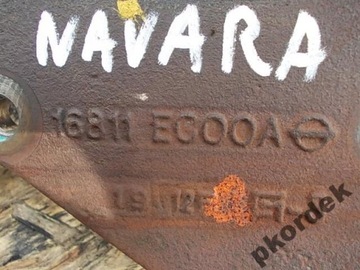 NAVARA
16811 EC00A
pkordek